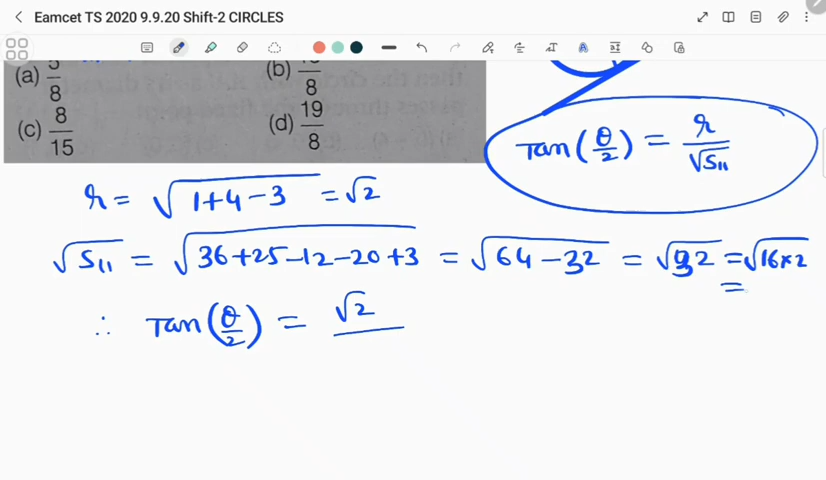 Eamcet TS 2020 9.9.20 Shift-2 CIRCLES
(a) 5/8 (b) /8
(c) 8/15 (d) 19/8
Tan(θ/2) = r/√S₁₁
r = √1+4-3 = √2
√S₁₁ = √36+25-12-20+3 = √64-32 = √32 = √16×2
=
∴ Tan(θ/2) = √2